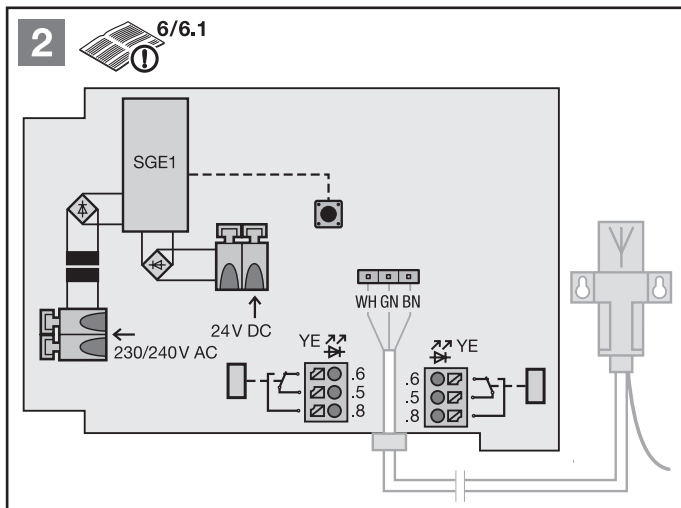 2
6/6.1
SGE1
24V DC
230/240V AC
WH GN BN
YE
.6
.5
.8
YE
.6
.5
.8